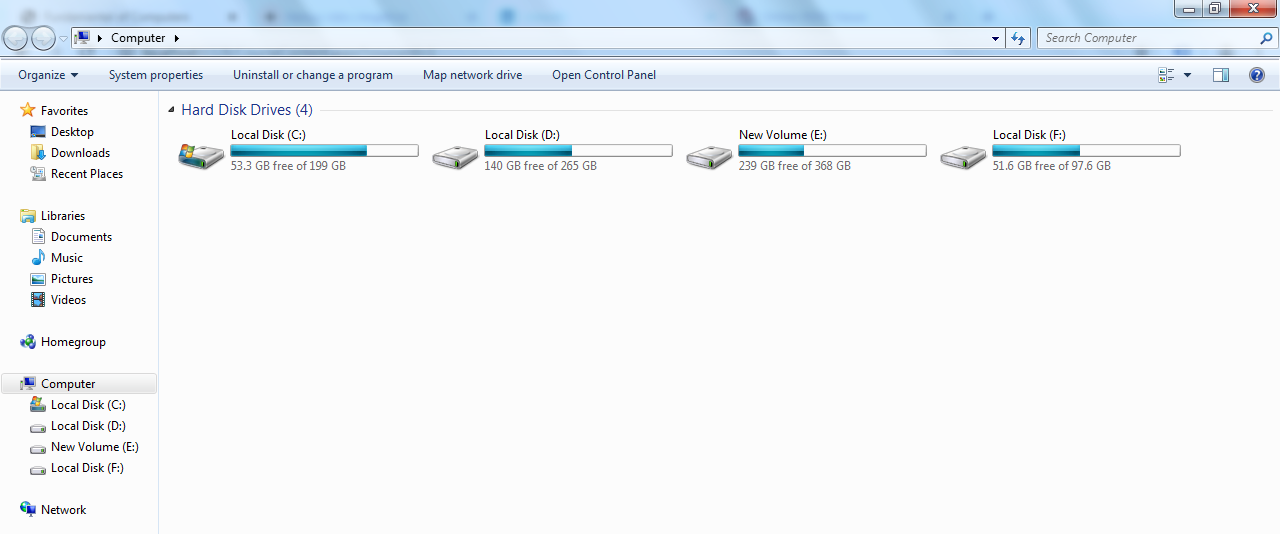 Computer
Search Computer
Organize
System properties
Uninstall or change a program
Map network drive
Open Control Panel
Favorites
Desktop
Downloads
Recent Places
Libraries
Documents
Music
Pictures
Videos
Homegroup
Computer
Local Disk (C:)
Local Disk (D:)
New Volume (E:)
Local Disk (F:)
Network
Hard Disk Drives (4)
Local Disk (C:)
53.3 GB free of 199 GB
Local Disk (D:)
140 GB free of 265 GB
New Volume (E:)
239 GB free of 368 GB
Local Disk (F:)
51.6 GB free of 97.6 GB